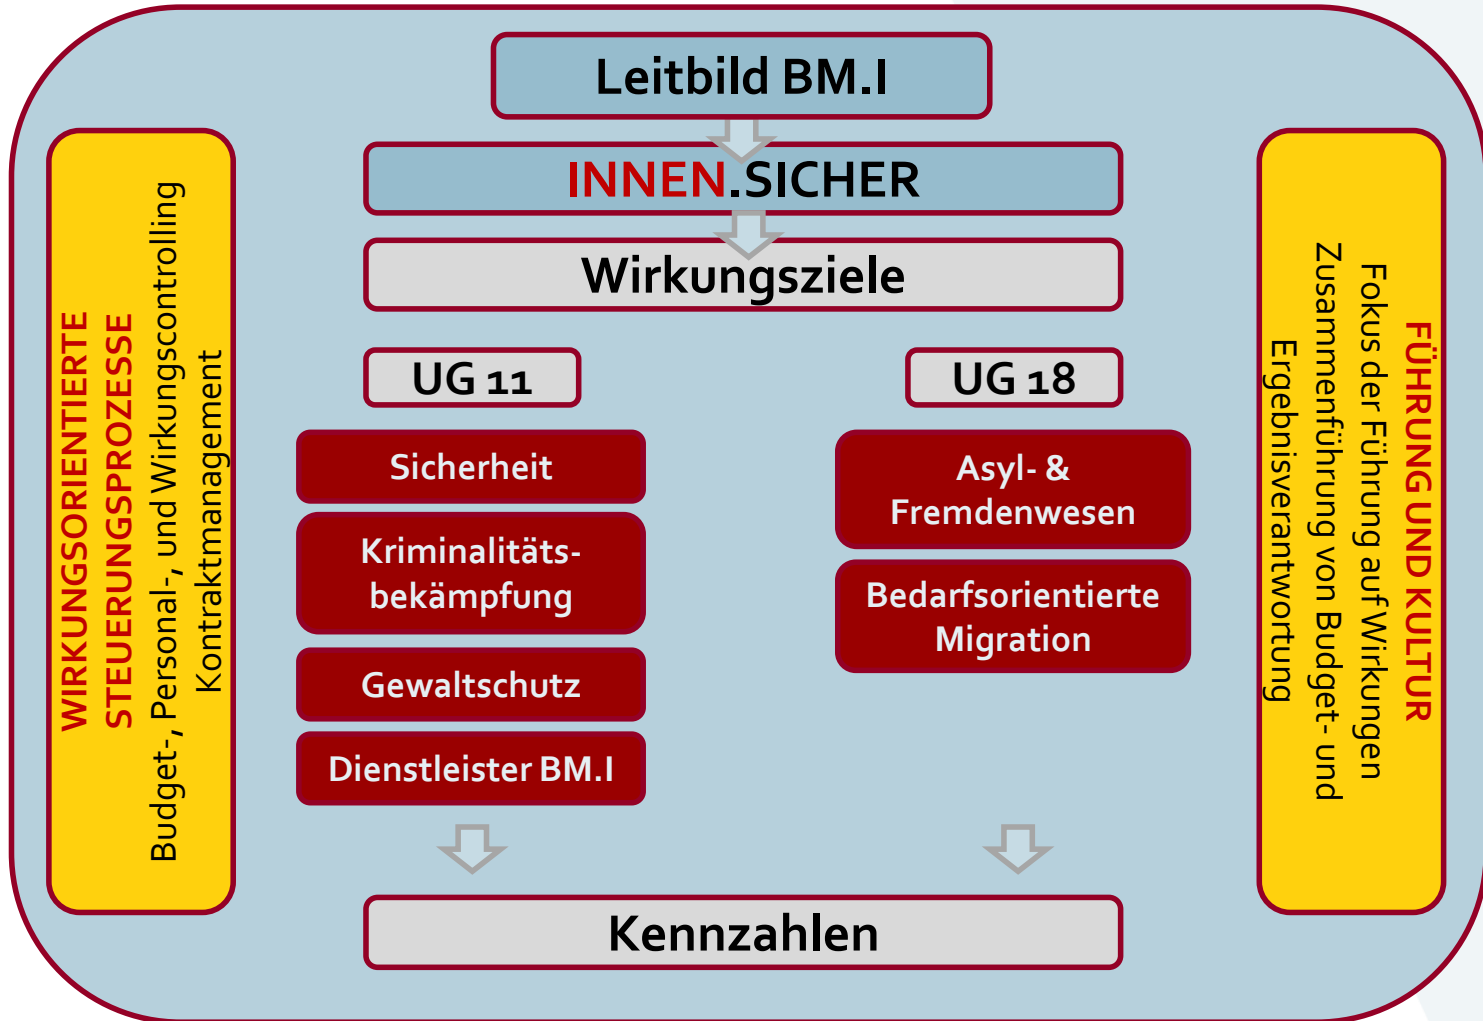 Leitbild BM.I
INNEN.SICHER
Wirkungsziele
WIRKUNGSORIENTIERTE
STEUERUNGSPROZESSE
Budget-, Personal-, und Wirkungscontrolling
Kontraktmanagement
UG 11
Sicherheit
Kriminalitäts-
bekämpfung
Gewaltschutz
Dienstleister BM.I
UG 18
Asyl- &
Fremdenwesen
Bedarfsorientierte
Migration
FÜHRUNG UND KULTUR
Fokus der Führung auf Wirkungen
Zusammenführung von Budget- und
Ergebnisverantwortung
Kennzahlen